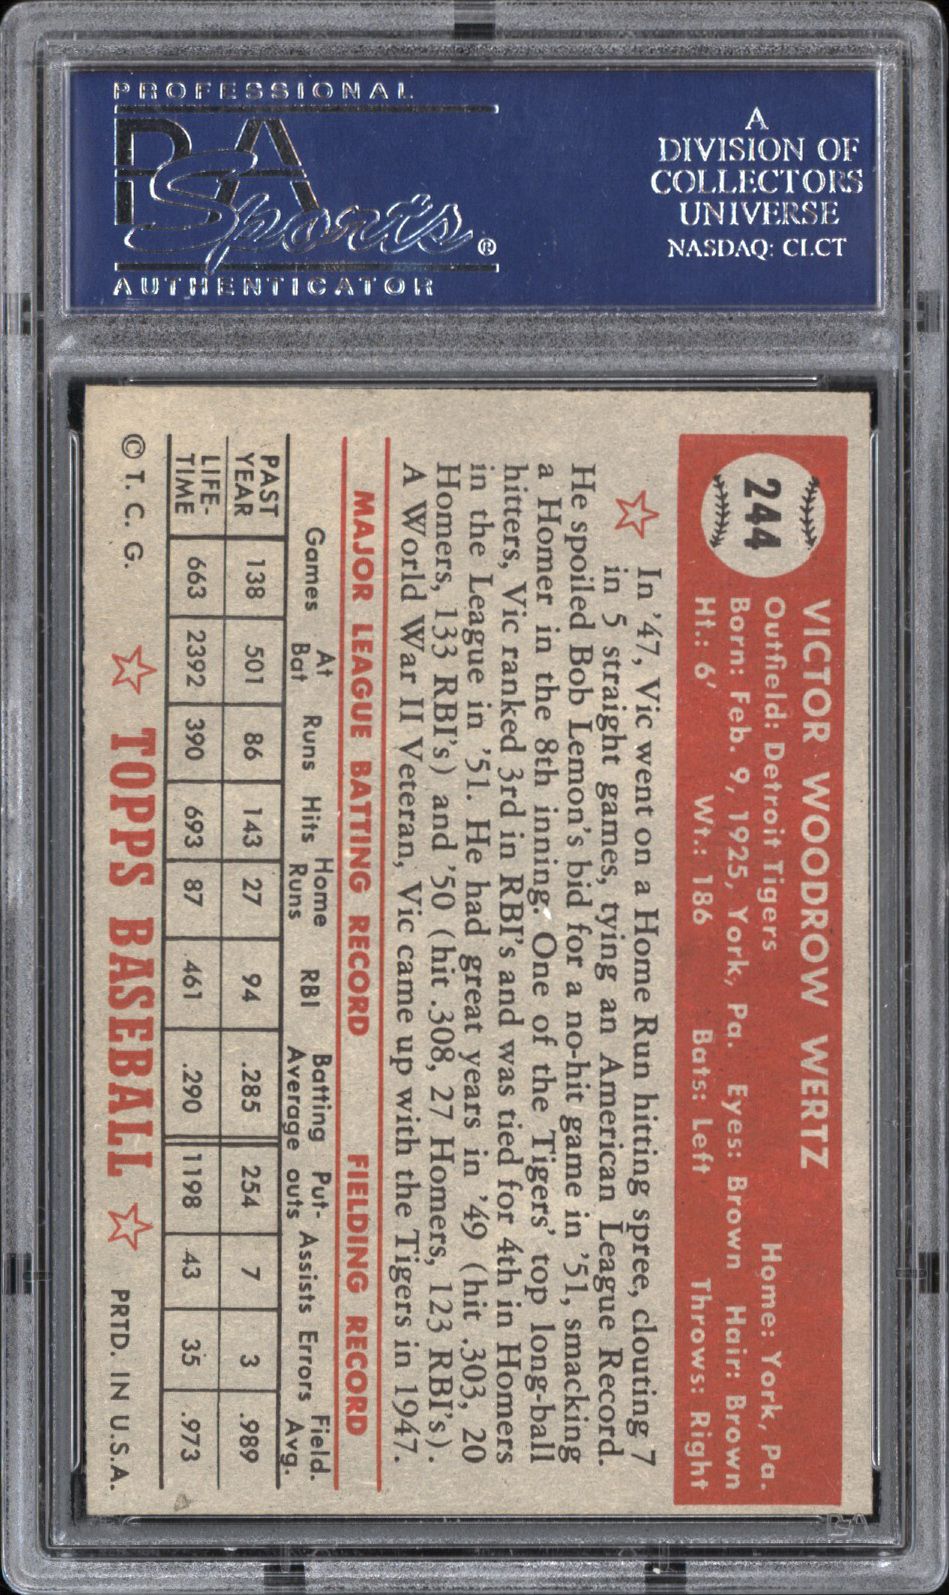 PROFESSIONAL
PSA
Sports®
AUTHENTICATOR
A
DIVISION OF
COLLECTORS
UNIVERSE
NASDAQ: CLCT
244
VICTOR WOODROW WERTZ
Outfield: Detroit Tigers Home: York, Pa.
Born: Feb. 9, 1925, York, Pa. Eyes: Brown Hair: Brown
Ht.: 6' Wt.: 186 Bats: Left Throws: Right
In '47, Vic went on a Home Run hitting spree, clouting 7
in 5 straight games, tying an American League Record.
He spoiled Bob Lemon's bid for a no-hit game in '51, smacking
a Homer in the 8th inning. One of the Tigers' top long-ball
hitters, Vic ranked 3rd in RBI's and was tied for 4th in Homers
in the League in '51. He had great years in '49 (hit .303, 20
Homers, 133 RBI's) and '50 (hit .308, 27 Homers, 123 RBI's).
A World War II Veteran, Vic came up with the Tigers in 1947.
MAJOR LEAGUE BATTING RECORD FIELDING RECORD
Games At Bat Runs Hits Home Runs RBI Batting Average Put-outs Assists Errors Field. Avg.
PAST YEAR 138 501 86 143 27 94 .285 254 7 3 .989
LIFE-TIME 663 2392 390 693 87 461 .290 1198 43 35 .973
© T. C. G. ☆ TOPPS BASEBALL ☆ PRTD. IN U.S.A.
PSA